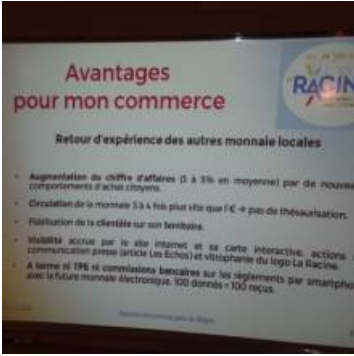 RACIN
Avantages
pour mon commerce
Retour d'expérience des autres monnaie locales
Augmentation du chiffre d'affaires (3 à 5% en moyenne) par de nouveau
comportements d'achat citoyens.
Circulation de la monnaie 3 à 4 fois plus vite que l'€ → pas de thésaurisation.
Fidélisation de la clientèle sur son territoire.
Visibilité accrue par le site internet et sa carte interactive, actions
communication presse (article Les Echos) et vitrophanie du logo La Racine.
A terme ni TPE ni commissions bancaires sur les règlements par smartphon
avec la future monnaie électronique, 100 donnés = 100 reçus.